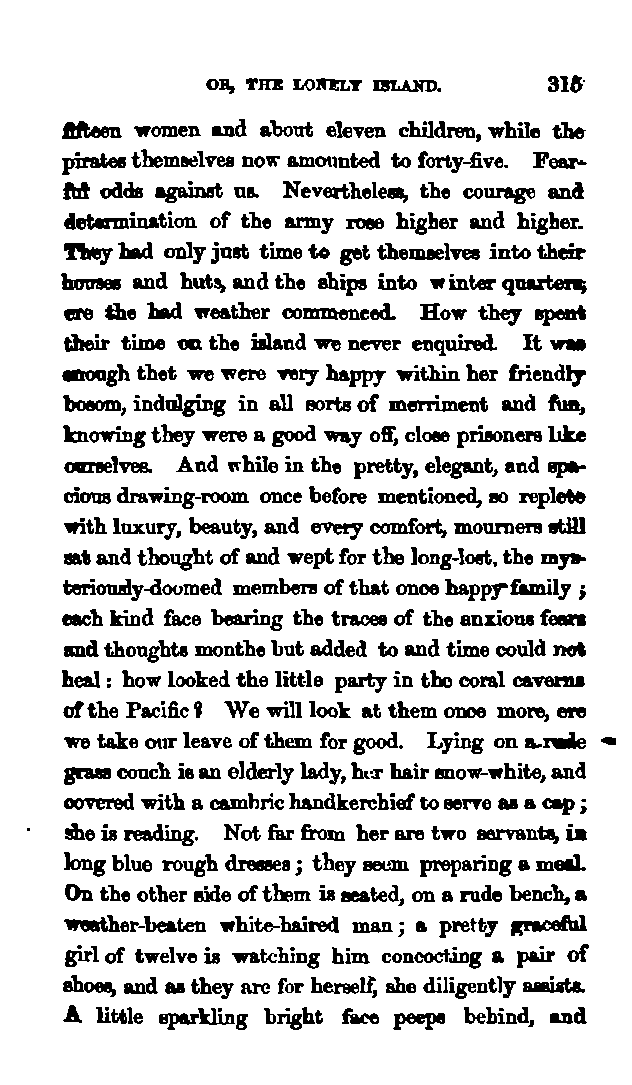 OR, THE LONELY ISLAND. 315
fifteen women and about eleven children, while the
pirates themselves now amounted to forty-five. Fear-
ful odds against us. Nevertheless, the courage and
determination of the army rose higher and higher.
They had only just time to get themselves into their
houses and huts, and the ships into winter quarters,
ere the bad weather commenced. How they spent
their time on the island we never enquired. It was
enough thet we were very happy within her friendly
bosom, indulging in all sorts of merriment and fun,
knowing they were a good way off, close prisoners like
ourselves. And while in the pretty, elegant, and spa-
cious drawing-room once before mentioned, so replete
with luxury, beauty, and every comfort, mourners still
sat and thought of and wept for the long-lost, the mys-
teriously-doomed members of that once happy family ;
each kind face bearing the traces of the anxious fears
and thoughts monthe but added to and time could not
heal : how looked the little party in the coral caverns
of the Pacific ? We will look at them once more, ere
we take our leave of them for good. Lying on a rude
grass couch is an elderly lady, her hair snow-white, and
covered with a cambric handkerchief to serve as a cap ;
she is reading. Not far from her are two servants, in
long blue rough dresses ; they seem preparing a meal.
On the other side of them is seated, on a rude bench, a
weather-beaten white-haired man ; a pretty graceful
girl of twelve is watching him concocting a pair of
shoes, and as they are for herself, she diligently assists.
A little sparkling bright face peeps behind, and